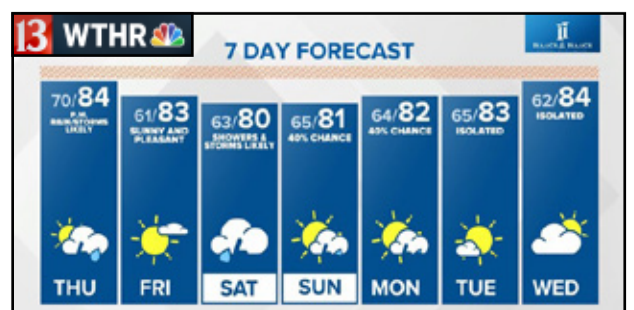 13 WTHR
7 DAY FORECAST
70/84
P.M.
RAIN/STORMS
LIKELY
THU
61/83
SUNNY AND
PLEASANT
FRI
63/80
SHOWERS &
STORMS LIKELY
SAT
65/81
40% CHANCE
SUN
64/82
40% CHANCE
MON
65/83
ISOLATED
TUE
62/84
ISOLATED
WED